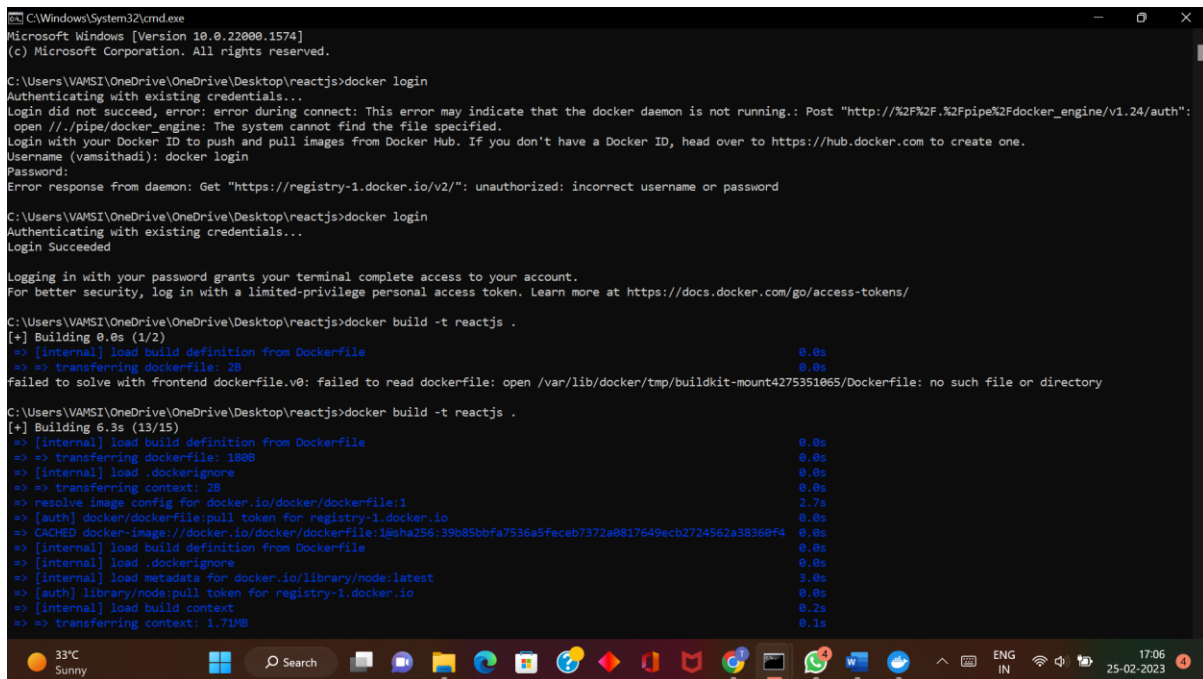 C:\Windows\System32\cmd.exe
Microsoft Windows [Version 10.0.22000.1574]
(c) Microsoft Corporation. All rights reserved.
C:\Users\VAMSI\OneDrive\OneDrive\Desktop\reactjs>docker login
Authenticating with existing credentials...
Login did not succeed, error: error during connect: This error may indicate that the docker daemon is not running.: Post "http://%2F%2F.%2Fpipe%2Fdocker_engine/v1.24/auth":
open //./pipe/docker_engine: The system cannot find the file specified.
Login with your Docker ID to push and pull images from Docker Hub. If you don't have a Docker ID, head over to https://hub.docker.com to create one.
Username (vamsithadi): docker login
Password:
Error response from daemon: Get "https://registry-1.docker.io/v2/": unauthorized: incorrect username or password
C:\Users\VAMSI\OneDrive\OneDrive\Desktop\reactjs>docker login
Authenticating with existing credentials...
Login Succeeded
Logging in with your password grants your terminal complete access to your account.
For better security, log in with a limited-privilege personal access token. Learn more at https://docs.docker.com/go/access-tokens/
C:\Users\VAMSI\OneDrive\OneDrive\Desktop\reactjs>docker build -t reactjs .
[+] Building 0.0s (1/2)
=> [internal] load build definition from Dockerfile 0.0s
=> => transferring dockerfile: 2B 0.0s
failed to solve with frontend dockerfile.v0: failed to read dockerfile: open /var/lib/docker/tmp/buildkit-mount4275351065/Dockerfile: no such file or directory
C:\Users\VAMSI\OneDrive\OneDrive\Desktop\reactjs>docker build -t reactjs .
[+] Building 6.3s (13/15)
=> [internal] load build definition from Dockerfile 0.0s
=> => transferring dockerfile: 180B 0.0s
=> [internal] load .dockerignore 0.0s
=> => transferring context: 2B 0.0s
=> resolve image config for docker.io/docker/dockerfile:1 2.7s
=> [auth] docker/dockerfile:pull token for registry-1.docker.io 0.0s
=> CACHED docker-image://docker.io/docker/dockerfile:1@sha256:39b85bbfa7536a5feceb7372a0817649ecb2724562a38360f4 0.0s
=> [internal] load build definition from Dockerfile 0.0s
=> [internal] load .dockerignore 0.0s
=> [internal] load metadata for docker.io/library/node:latest 3.0s
=> [auth] library/node:pull token for registry-1.docker.io 0.0s
=> [internal] load build context 0.2s
=> => transferring context: 1.71MB 0.1s
33°C
Sunny
Search
4
ENG
IN
17:06
25-02-2023
4